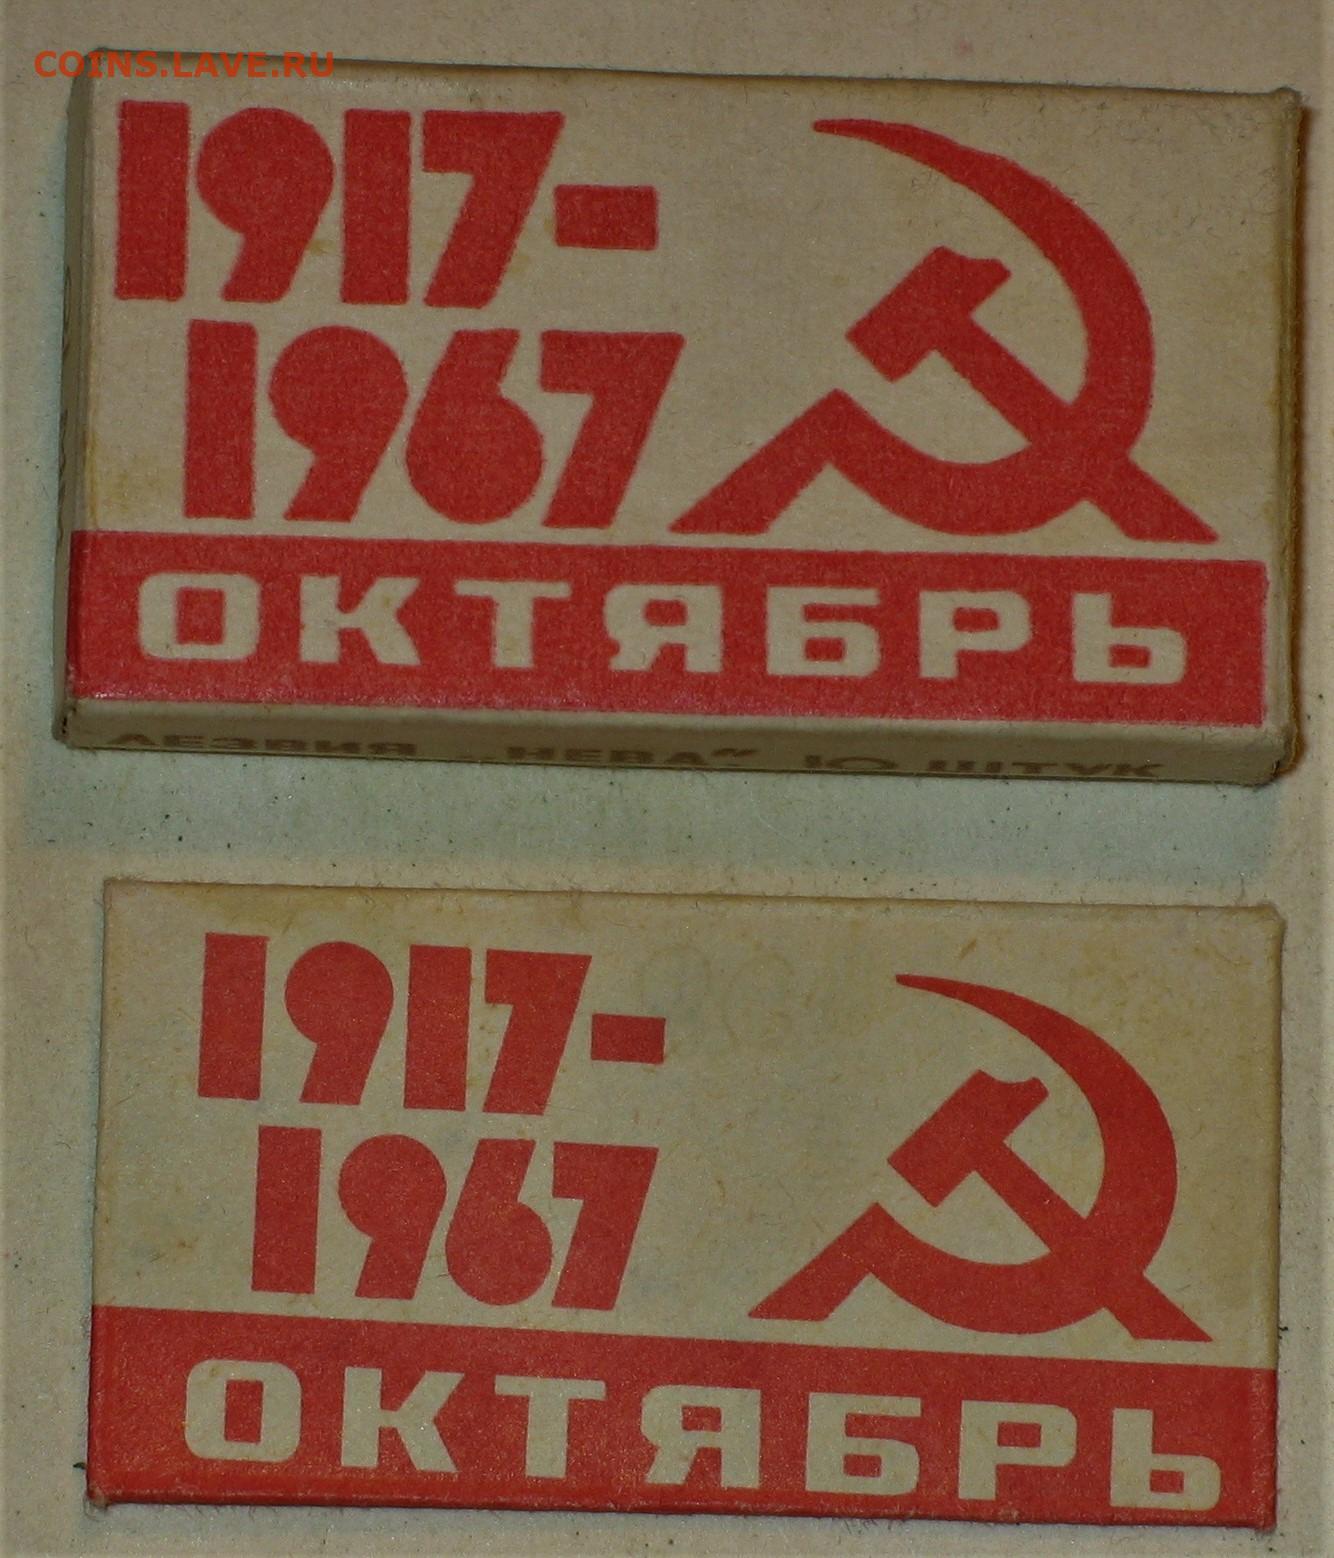 COINS.LAVE.RU
1917-
1967
ОКТЯБРЬ
ЛЕЗВИЯ „НЕВА“ 10 ШТУК
1917-
1967
ОКТЯБРЬ